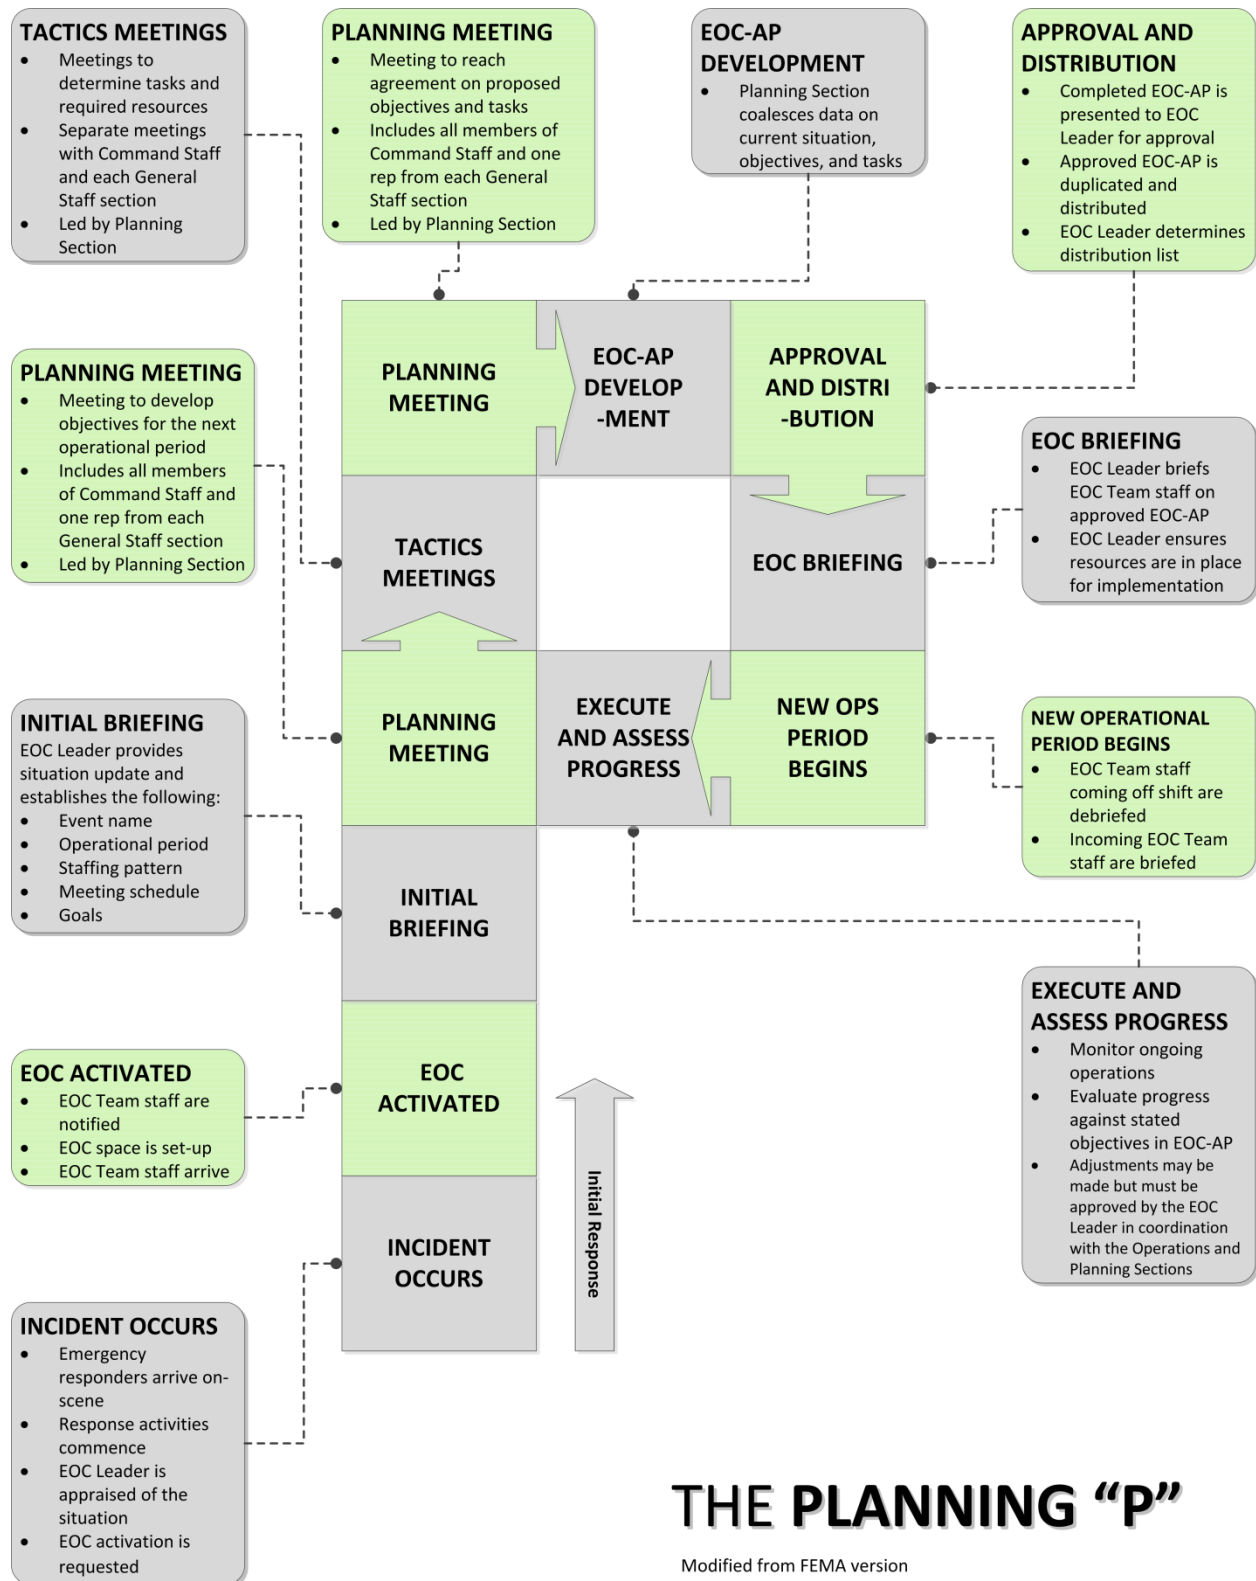 TACTICS MEETINGS
• Meetings to
determine tasks and
required resources
• Separate meetings
with Command Staff
and each General
Staff section
• Led by Planning
Section
PLANNING MEETING
• Meeting to reach
agreement on proposed
objectives and tasks
• Includes all members of
Command Staff and one
rep from each General
Staff section
• Led by Planning Section
EOC-AP
DEVELOPMENT
• Planning Section
coalesces data on
current situation,
objectives, and tasks
APPROVAL AND
DISTRIBUTION
• Completed EOC-AP is
presented to EOC
Leader for approval
• Approved EOC-AP is
duplicated and
distributed
• EOC Leader determines
distribution list
PLANNING MEETING
• Meeting to develop
objectives for the next
operational period
• Includes all members
of Command Staff and
one rep from each
General Staff section
• Led by Planning Section
PLANNING
MEETING
EOC-AP
DEVELOP
-MENT
APPROVAL
AND DISTRI
-BUTION
EOC BRIEFING
• EOC Leader briefs
EOC Team staff on
approved EOC-AP
• EOC Leader ensures
resources are in place
for implementation
TACTICS
MEETINGS
EOC BRIEFING
INITIAL BRIEFING
EOC Leader provides
situation update and
establishes the following:
• Event name
• Operational period
• Staffing pattern
• Meeting schedule
• Goals
PLANNING
MEETING
EXECUTE
AND ASSESS
PROGRESS
NEW OPS
PERIOD
BEGINS
NEW OPERATIONAL
PERIOD BEGINS
• EOC Team staff
coming off shift are
debriefed
• Incoming EOC Team
staff are briefed
INITIAL
BRIEFING
EXECUTE AND
ASSESS PROGRESS
• Monitor ongoing
operations
• Evaluate progress
against stated
objectives in EOC-AP
• Adjustments may be
made but must be
approved by the EOC
Leader in coordination
with the Operations and
Planning Sections
EOC ACTIVATED
• EOC Team staff are
notified
• EOC space is set-up
• EOC Team staff arrive
EOC
ACTIVATED
Initial Response
INCIDENT
OCCURS
INCIDENT OCCURS
• Emergency
responders arrive on-
scene
• Response activities
commence
• EOC Leader is
appraised of the
situation
• EOC activation is
requested
THE PLANNING “P”
Modified from FEMA version